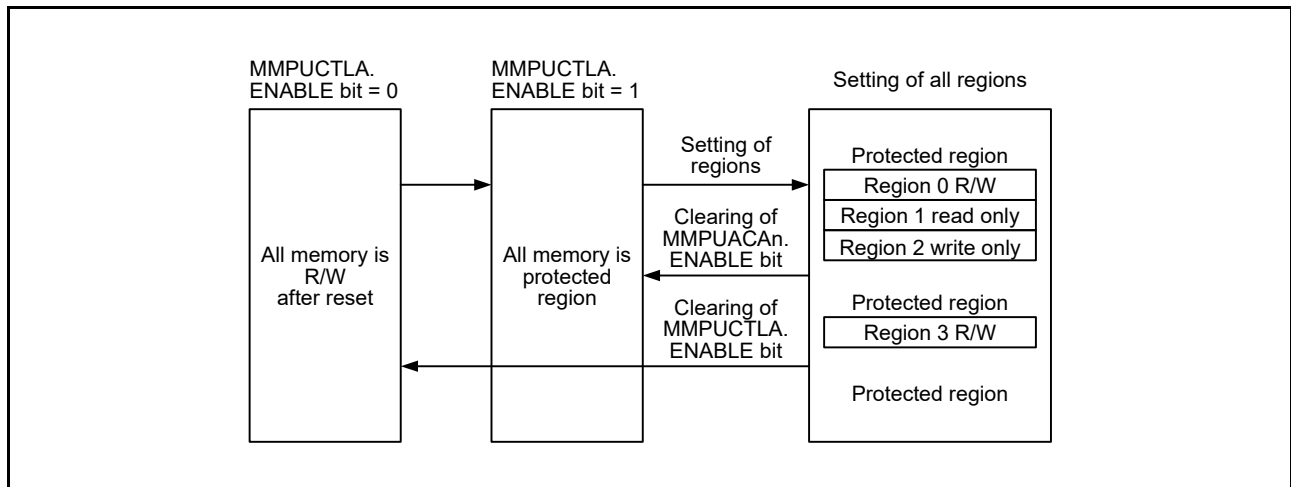 MMPUCTLA.
ENABLE bit = 0
MMPUCTLA.
ENABLE bit = 1
Setting of all regions
All memory is
R/W
after reset
All memory is
protected
region
Setting of
regions
Clearing of
MMPUACAn.
ENABLE bit
Clearing of
MMPUCTLA.
ENABLE bit
Protected region
Region 0 R/W
Region 1 read only
Region 2 write only
Protected region
Region 3 R/W
Protected region